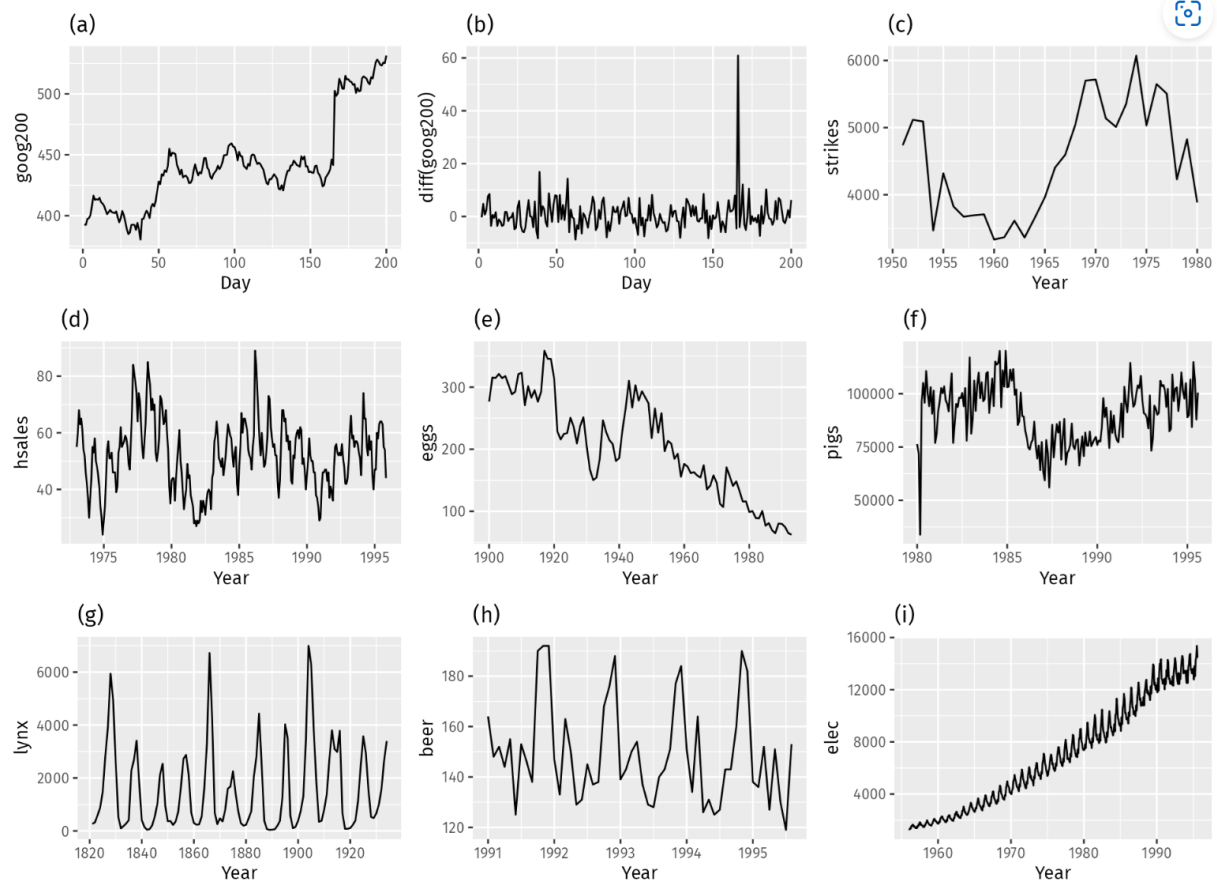 (a)
goog200
500
450
400
0 50 100 150 200
Day
(b)
diff(goog200)
60
40
20
0
0 50 100 150 200
Day
(c)
strikes
6000
5000
4000
1950 1955 1960 1965 1970 1975 1980
Year
(d)
hsales
80
60
40
1975 1980 1985 1990 1995
Year
(e)
eggs
300
200
100
1900 1920 1940 1960 1980
Year
(f)
pigs
100000
75000
50000
1980 1985 1990 1995
Year
(g)
lynx
6000
4000
2000
0
1820 1840 1860 1880 1900 1920
Year
(h)
beer
180
160
140
120
1991 1992 1993 1994 1995
Year
(i)
elec
16000
12000
8000
4000
1960 1970 1980 1990
Year